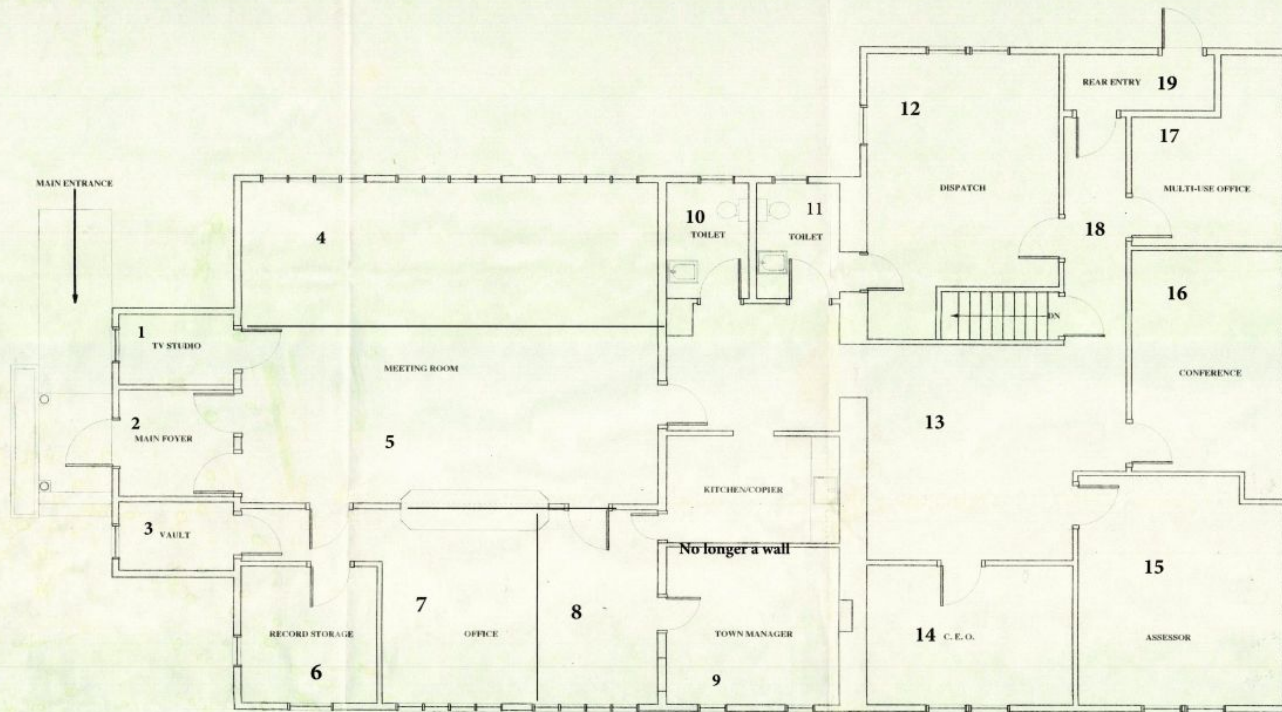 REAR ENTRY 19
12
17
MAIN ENTRANCE
DISPATCH
MULTI-USE OFFICE
10
TOILET
11
TOILET
18
4
16
DN
1
TV STUDIO
MEETING ROOM
CONFERENCE
2
MAIN FOYER
5
13
KITCHEN/COPIER
3 VAULT
No longer a wall
15
7
8
RECORD STORAGE
OFFICE
TOWN MANAGER
14 C.E.O.
ASSESSOR
6
9